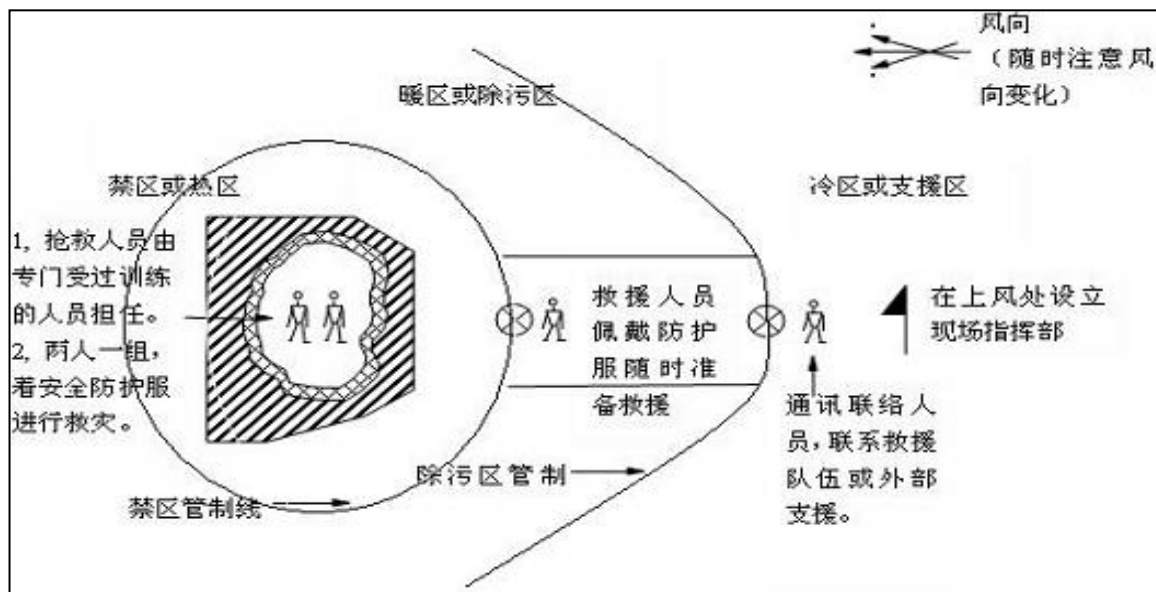 风向
（随时注意风
向变化）
暖区或除污区
禁区或热区
冷区或支援区
1, 抢救人员由
专门受过训练
的人员担任。
2, 两人一组,
着安全防护服
进行救灾。
救援人员
佩戴防护
服随时准
备救援
在上风处设立
现场指挥部
通讯联络人
员,联系救援
队伍或外部
支援。
除污区管制
禁区管制线